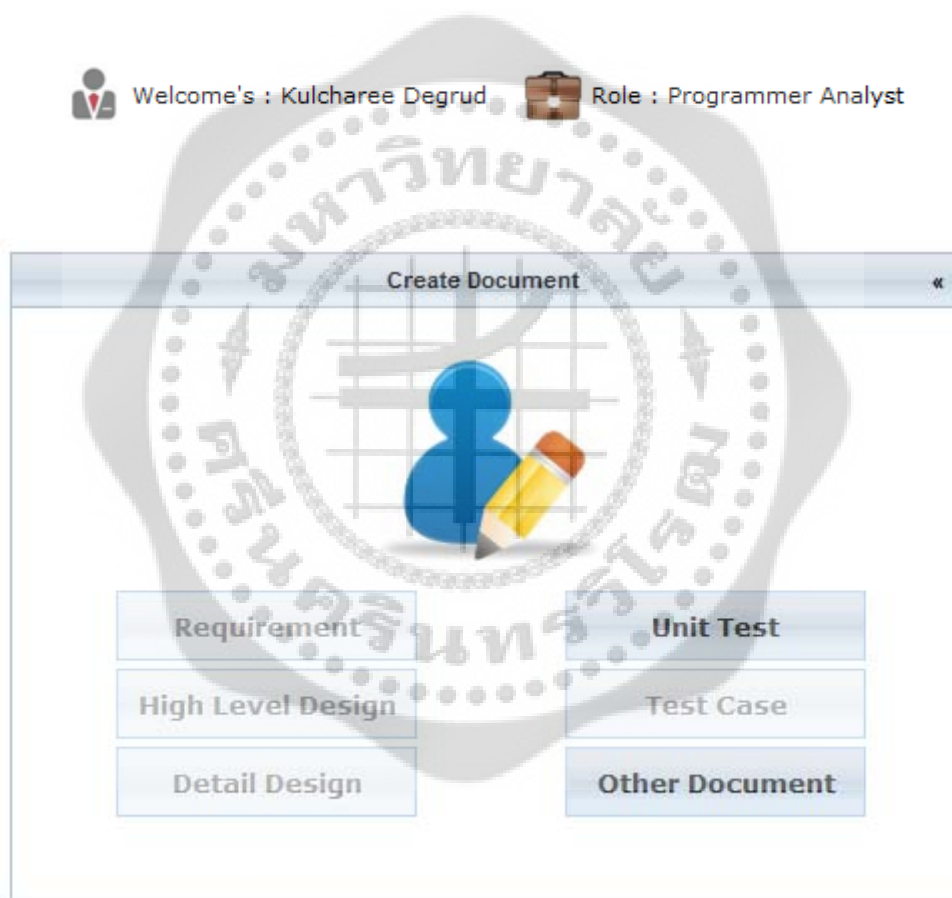 Welcome's : Kulcharee Degrud Role : Programmer Analyst
มหาวิทยาลัย
Create Document «
ศรีนครินทรวิโรฒ
Requirement Unit Test
High Level Design Test Case
Detail Design Other Document